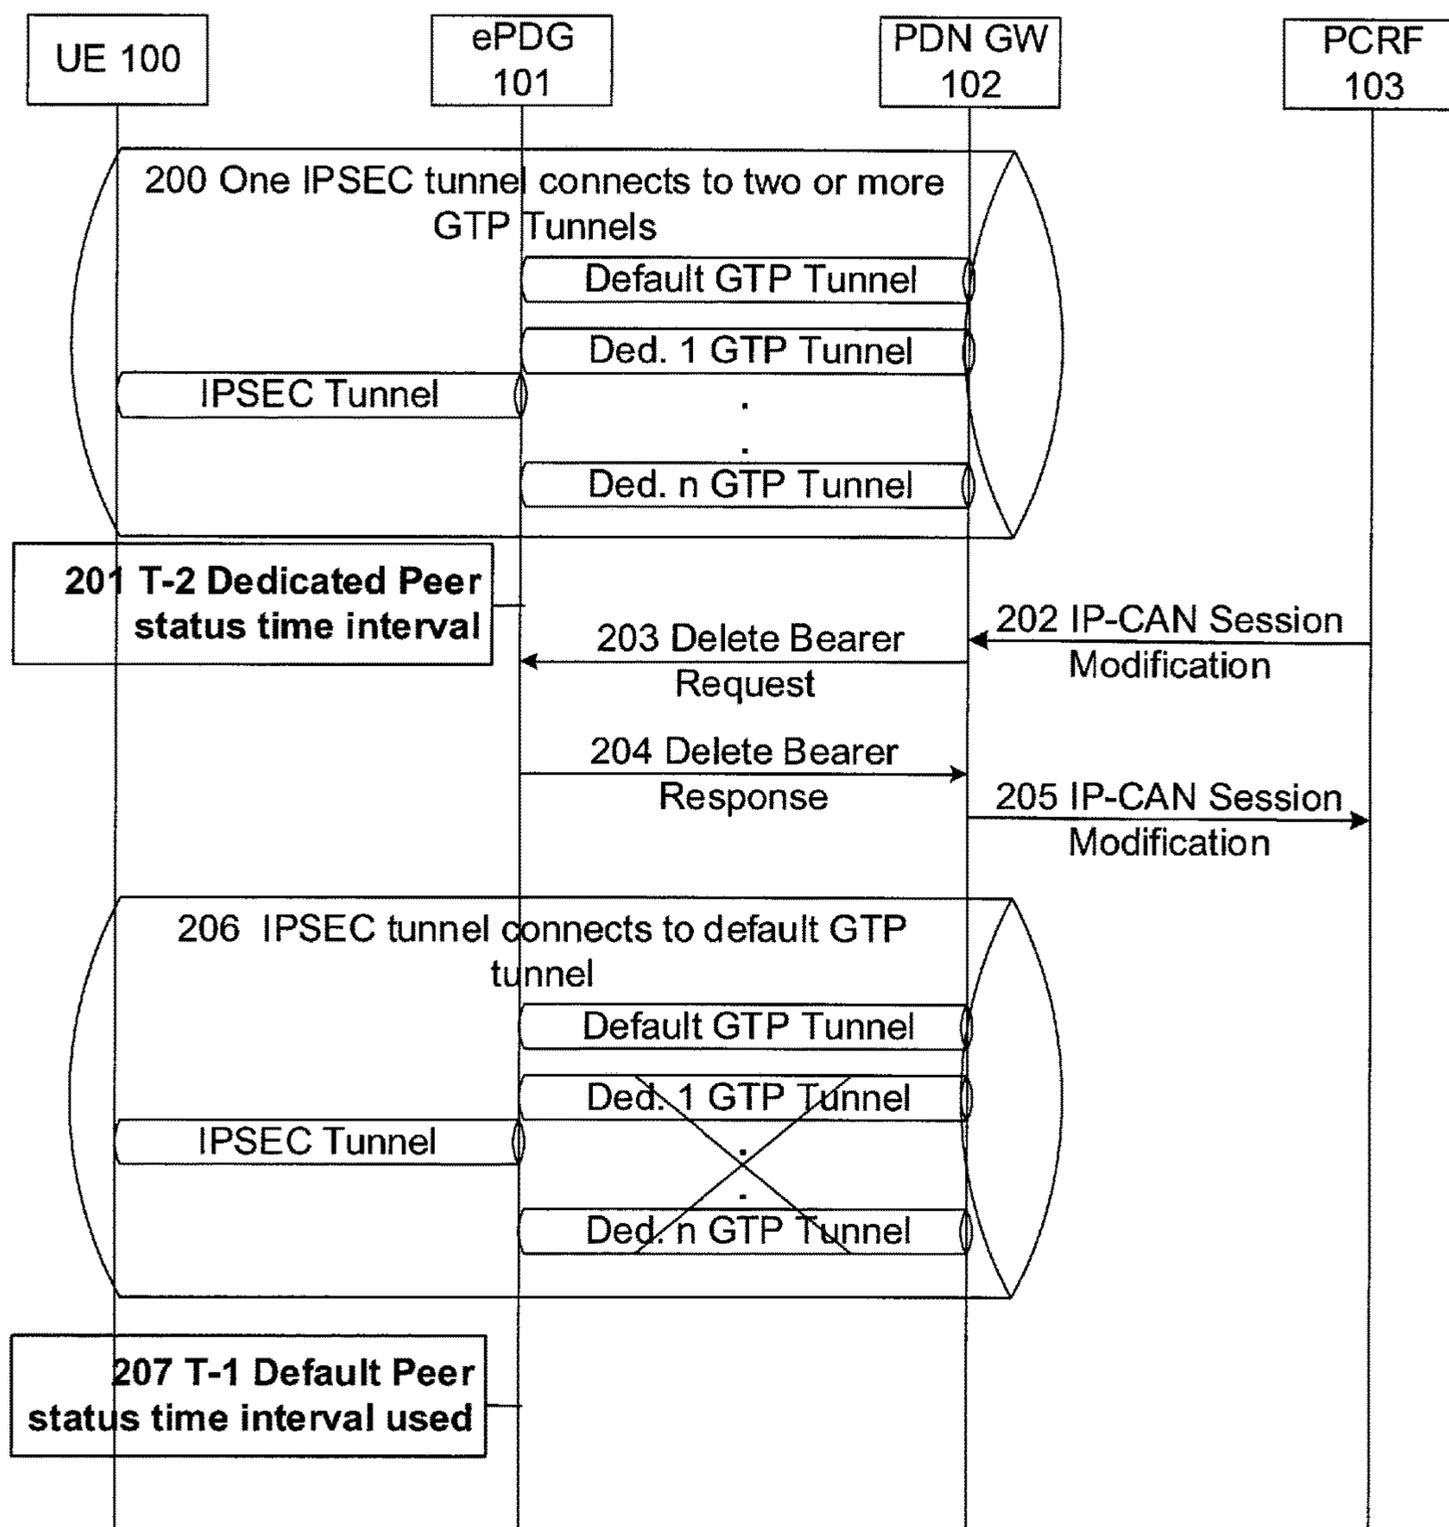 UE 100
ePDG
101
PDN GW
102
PCRF
103
200 One IPSEC tunnel connects to two or more
GTP Tunnels
Default GTP Tunnel
Ded. 1 GTP Tunnel
IPSEC Tunnel
.
.
Ded. n GTP Tunnel
201 T-2 Dedicated Peer
status time interval
202 IP-CAN Session
Modification
203 Delete Bearer
Request
204 Delete Bearer
Response
205 IP-CAN Session
Modification
206 IPSEC tunnel connects to default GTP
tunnel
Default GTP Tunnel
Ded. 1 GTP Tunnel
IPSEC Tunnel
.
.
Ded. n GTP Tunnel
207 T-1 Default Peer
status time interval used